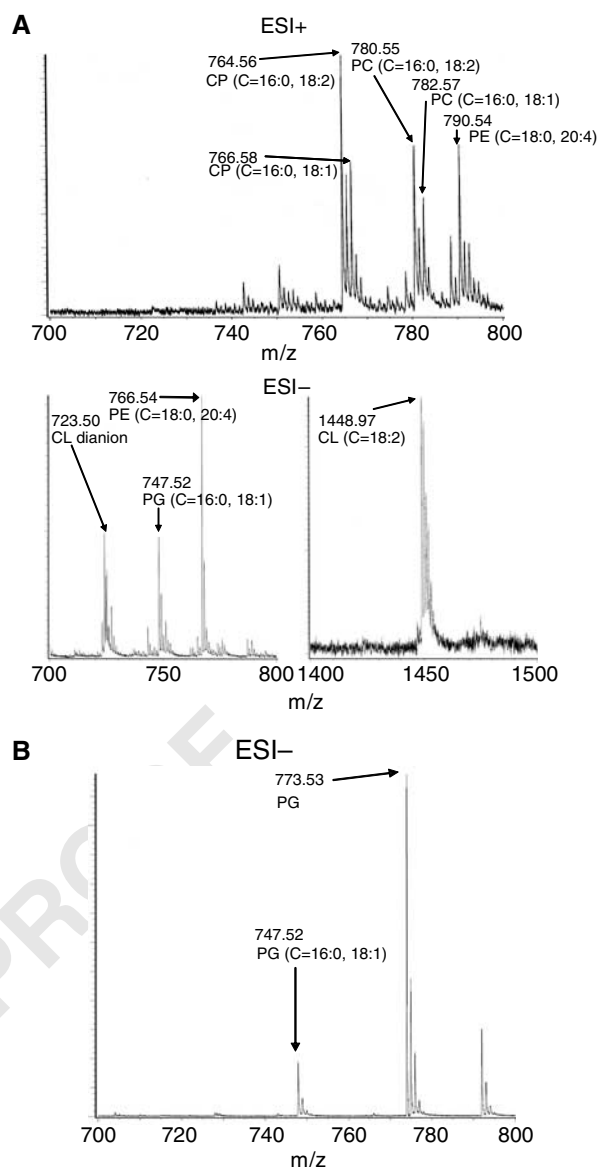 A
ESI+
764.56
CP (C=16:0, 18:2)
780.55
PC (C=16:0, 18:2)
782.57
PC (C=16:0, 18:1)
790.54
PE (C=18:0, 20:4)
766.58
CP (C=16:0, 18:1)
700 720 740 760 780 800
m/z
ESI−
766.54
PE (C=18:0, 20:4)
723.50
CL dianion
747.52
PG (C=16:0, 18:1)
1448.97
CL (C=18:2)
700 750 800 1400 1450 1500
m/z
B
ESI−
773.53
PG
747.52
PG (C=16:0, 18:1)
700 720 740 760 780 800
m/z